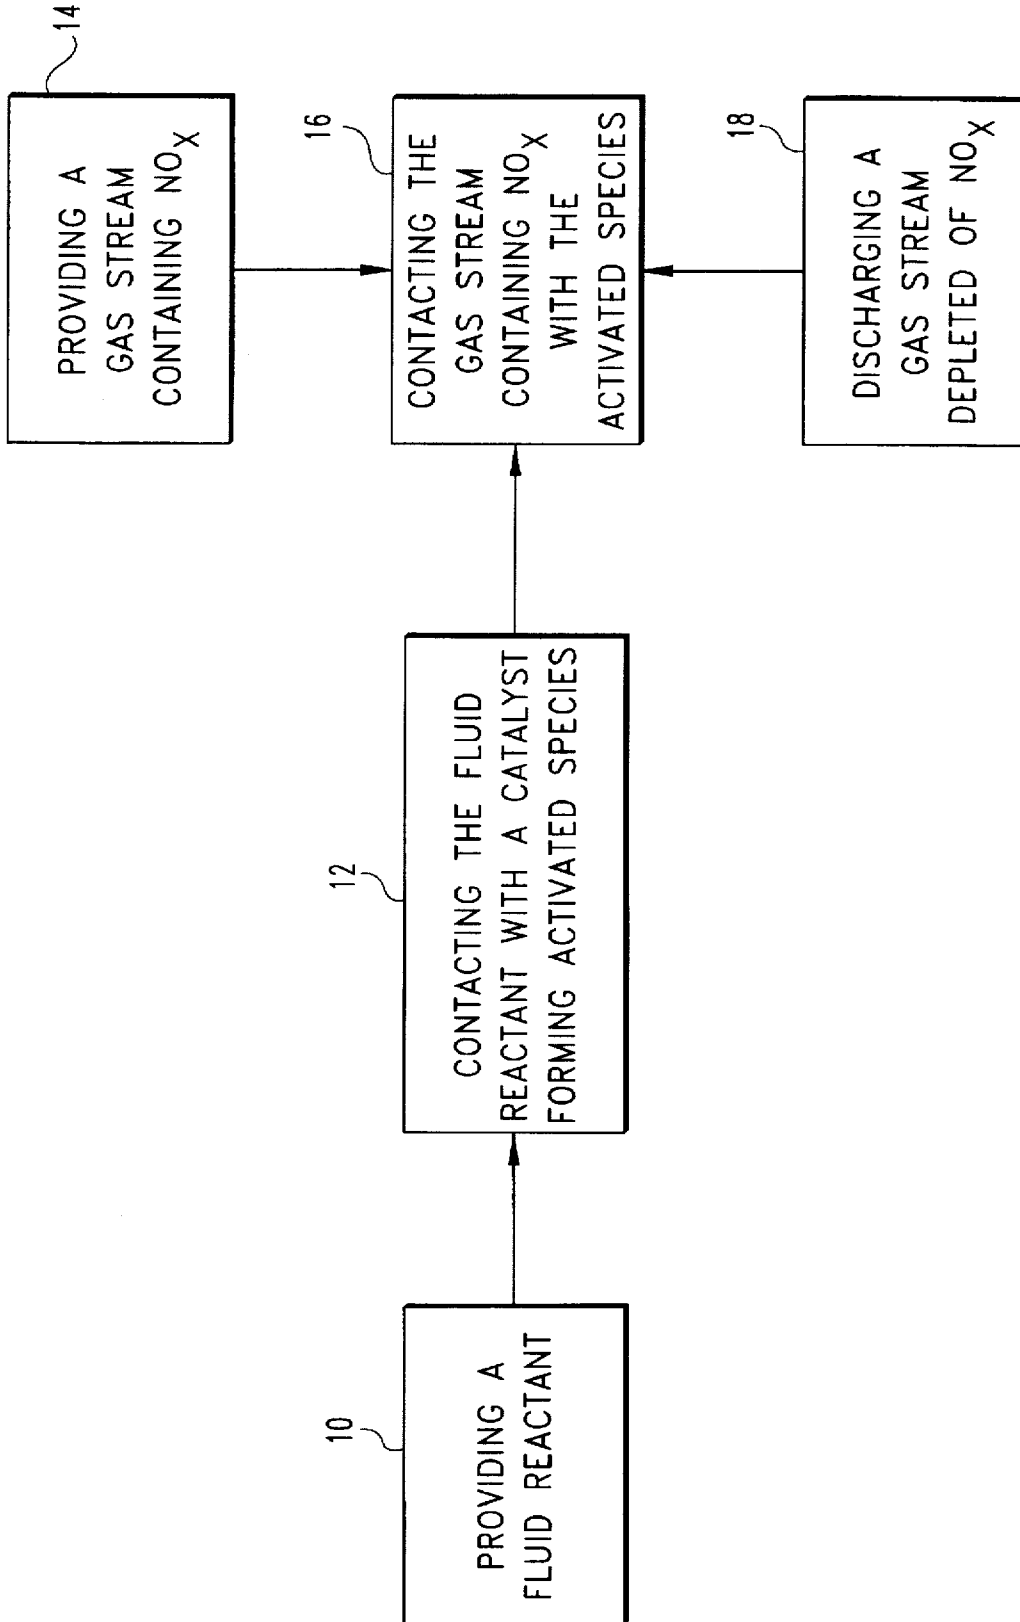 10
PROVIDING A
FLUID REACTANT
12
CONTACTING THE FLUID
REACTANT WITH A CATALYST
FORMING ACTIVATED SPECIES
14
PROVIDING A
GAS STREAM
CONTAINING NOX
16
CONTACTING THE
GAS STREAM
CONTAINING NOX
WITH THE
ACTIVATED SPECIES
18
DISCHARGING A
GAS STREAM
DEPLETED OF NOX